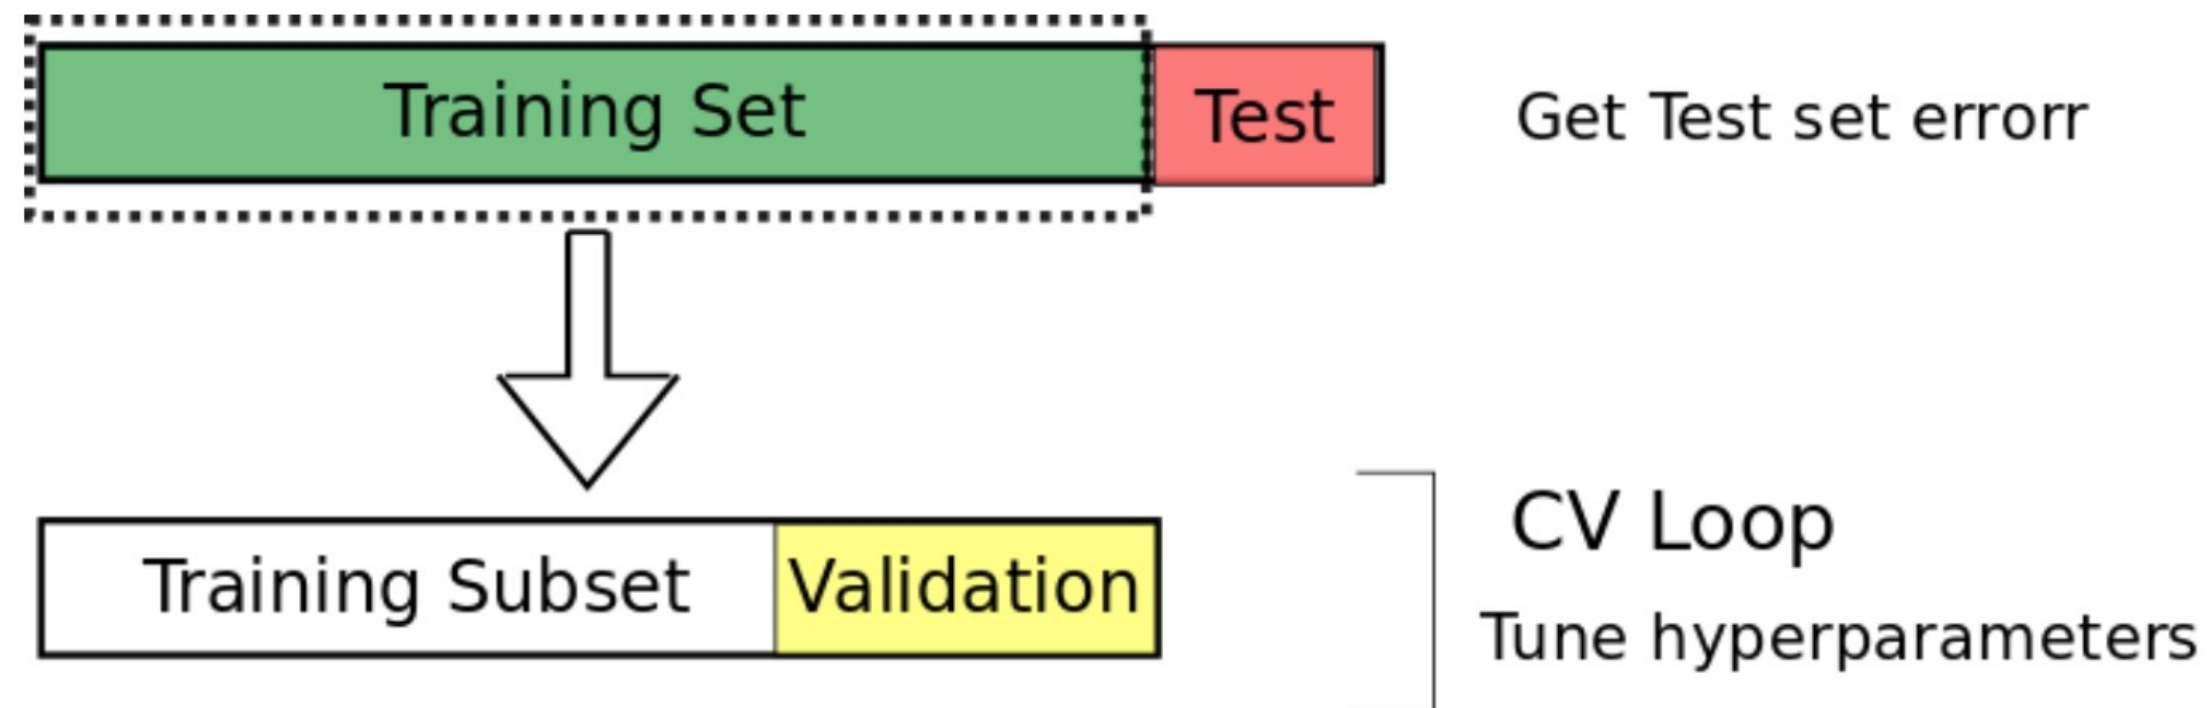 Training Set
Test
Get Test set errorr
Training Subset
Validation
CV Loop
Tune hyperparameters